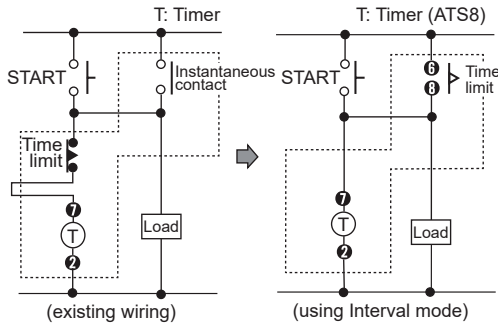 T: Timer
START
Instantaneous
contact
Time
limit
7
T
2
Load
(existing wiring)
T: Timer (ATS8)
START
6
8
Time
limit
7
T
2
Load
(using Interval mode)